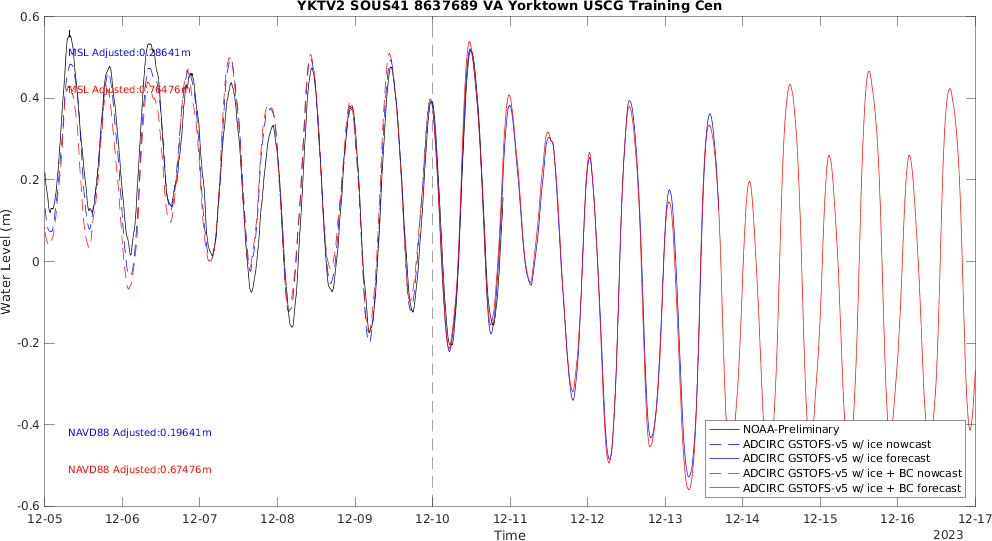 YKTV2 SOUS41 8637689 VA Yorktown USCG Training Cen
0.6
0.4
0.2
0
-0.2
-0.4
-0.6
Water Level (m)
MSL Adjusted:0.28641m
MSL Adjusted:0.76476m
NAVD88 Adjusted:0.19641m
NAVD88 Adjusted:0.67476m
NOAA-Preliminary
ADCIRC GSTOFS-v5 w/ ice nowcast
ADCIRC GSTOFS-v5 w/ ice forecast
ADCIRC GSTOFS-v5 w/ ice + BC nowcast
ADCIRC GSTOFS-v5 w/ ice + BC forecast
12-05 12-06 12-07 12-08 12-09 12-10 12-11 12-12 12-13 12-14 12-15 12-16 12-17
Time
2023